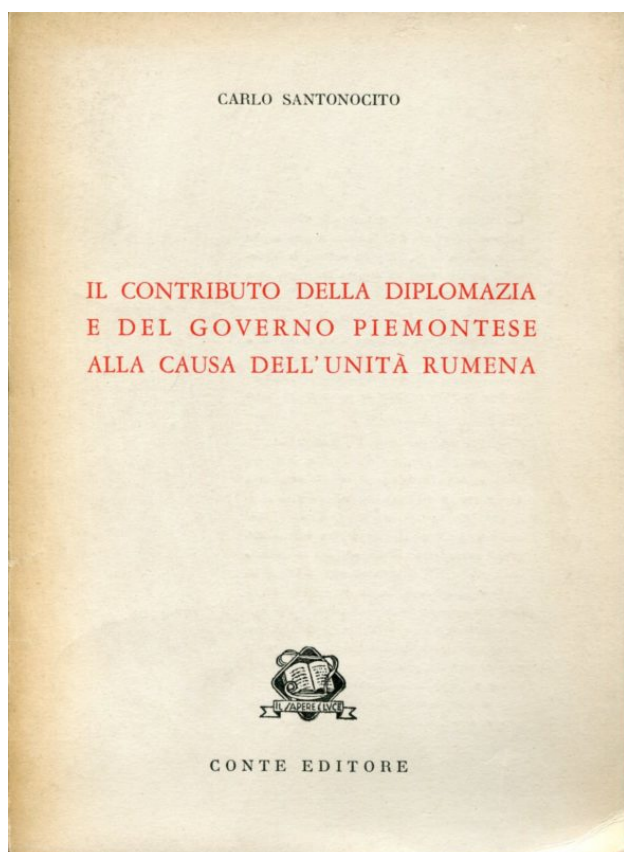 CARLO SANTONOCITO
IL CONTRIBUTO DELLA DIPLOMAZIA
E DEL GOVERNO PIEMONTESE
ALLA CAUSA DELL'UNITÀ RUMENA
IL SAPERE È LUCE
CONTE EDITORE